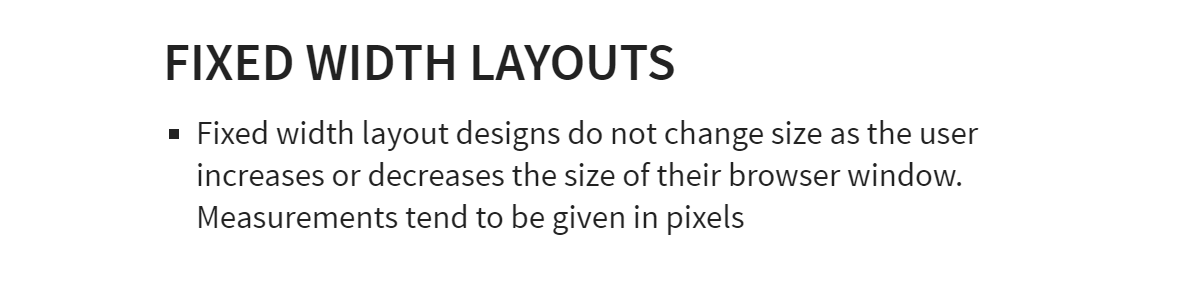 FIXED WIDTH LAYOUTS
▪ Fixed width layout designs do not change size as the user
increases or decreases the size of their browser window.
Measurements tend to be given in pixels